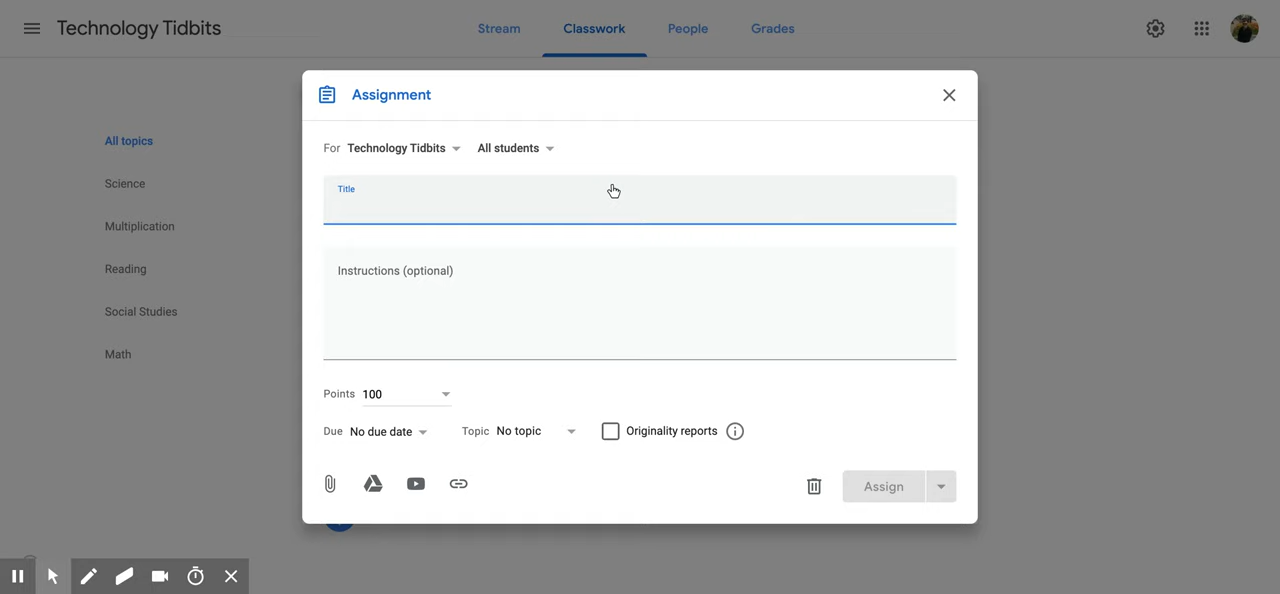 Technology Tidbits
Stream Classwork People Grades
Assignment
For Technology Tidbits All students
All topics
Science
Multiplication
Reading
Social Studies
Math
Title
Instructions (optional)
Points 100
Due No due date Topic No topic Originality reports
Assign